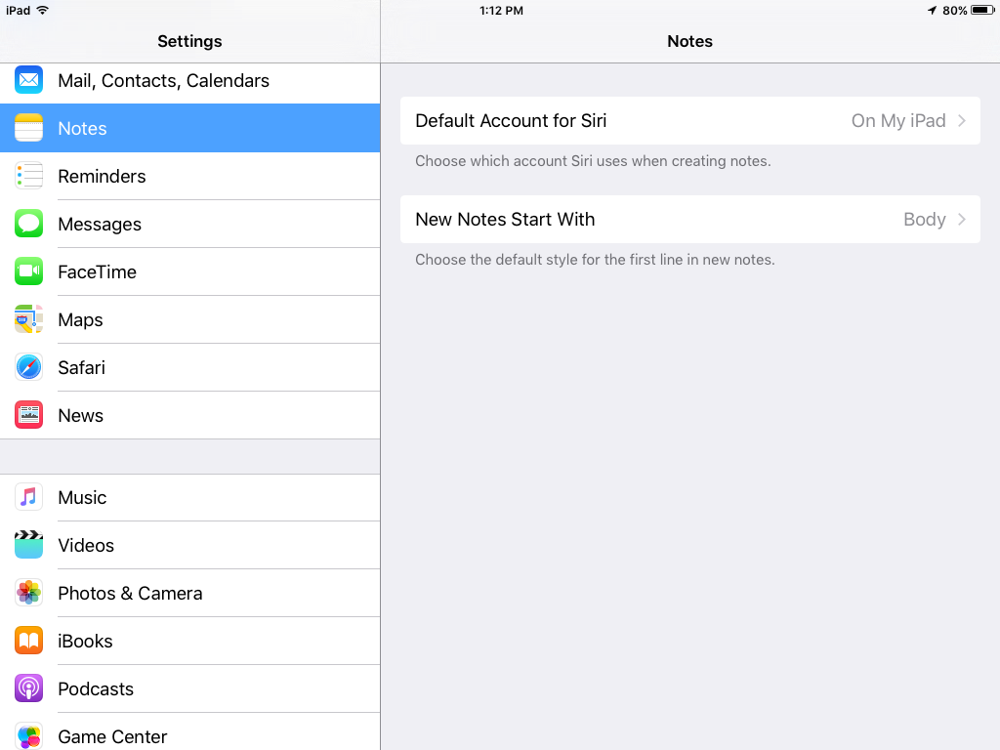 iPad
1:12 PM
80%
Settings
Notes
Mail, Contacts, Calendars
Notes
Reminders
Messages
FaceTime
Maps
Safari
News
Music
Videos
Photos & Camera
iBooks
Podcasts
Game Center
Default Account for Siri
On My iPad
Choose which account Siri uses when creating notes.
New Notes Start With
Body
Choose the default style for the first line in new notes.